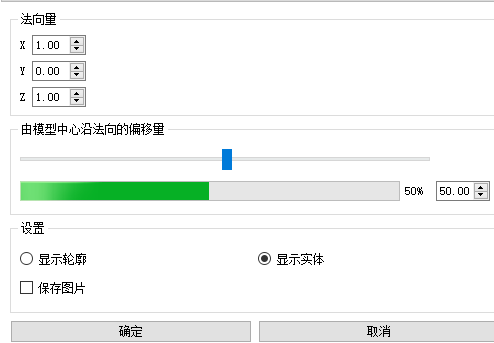 法向量
X 1.00
Y 0.00
Z 1.00
由模型中心沿法向的偏移量
50% 50.00
设置
显示轮廓 显示实体
保存图片
确定 取消